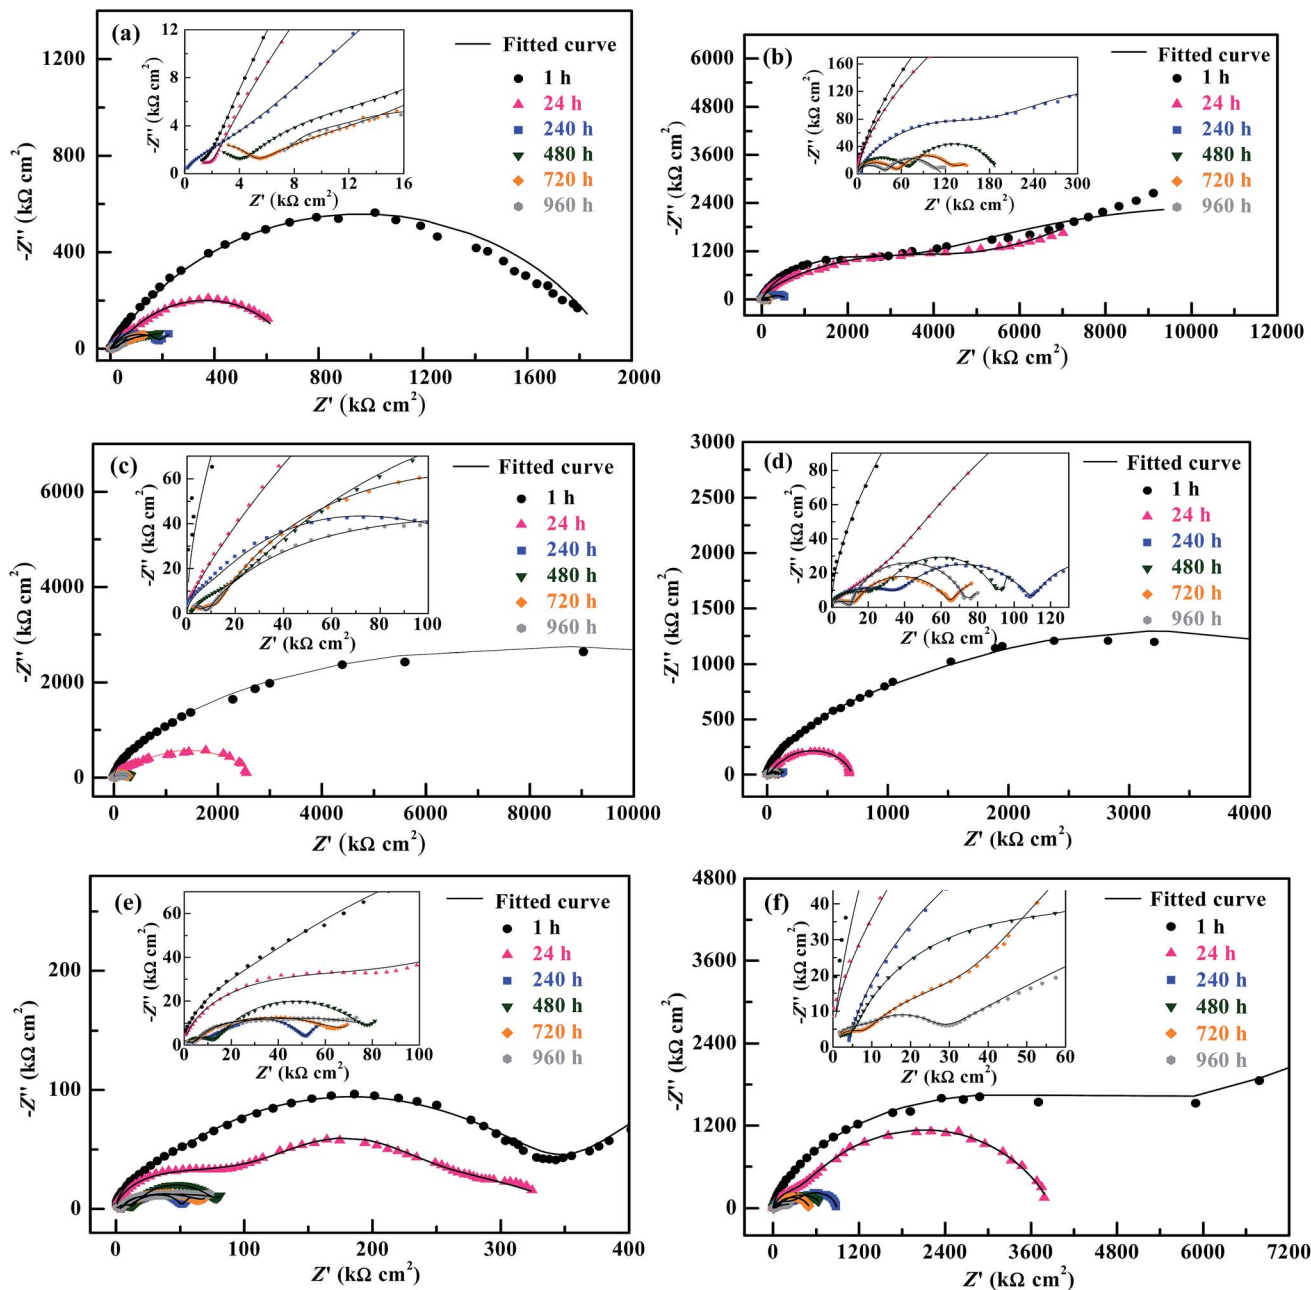 (a)
1200
800
400
0
0
400
800
1200
1600
2000
-Z'' (kΩ cm²)
Z' (kΩ cm²)
12
8
4
0
0
4
8
12
16
-Z'' (kΩ cm²)
Z' (kΩ cm²)
Fitted curve
1 h
24 h
240 h
480 h
720 h
960 h
(b)
6000
4800
3600
2400
1200
0
0
2000
4000
6000
8000
10000
12000
-Z'' (kΩ cm²)
Z' (kΩ cm²)
160
120
80
40
0
0
60
120
180
240
300
-Z'' (kΩ cm²)
Z' (kΩ cm²)
Fitted curve
1 h
24 h
240 h
480 h
720 h
960 h
(c)
6000
4000
2000
0
0
2000
4000
6000
8000
10000
-Z'' (kΩ cm²)
Z' (kΩ cm²)
60
40
20
0
0
20
40
60
80
100
-Z'' (kΩ cm²)
Z' (kΩ cm²)
Fitted curve
1 h
24 h
240 h
480 h
720 h
960 h
(d)
3000
2500
2000
1500
1000
500
0
0
1000
2000
3000
4000
-Z'' (kΩ cm²)
Z' (kΩ cm²)
80
60
40
20
0
0
20
40
60
80
100
120
-Z'' (kΩ cm²)
Z' (kΩ cm²)
Fitted curve
1 h
24 h
240 h
480 h
720 h
960 h
(e)
200
100
0
0
100
200
300
400
-Z'' (kΩ cm²)
Z' (kΩ cm²)
60
40
20
0
0
20
40
60
80
100
-Z'' (kΩ cm²)
Z' (kΩ cm²)
Fitted curve
1 h
24 h
240 h
480 h
720 h
960 h
(f)
4800
3600
2400
1200
0
0
1200
2400
3600
4800
6000
7200
-Z'' (kΩ cm²)
Z' (kΩ cm²)
40
30
20
10
0
0
10
20
30
40
50
60
-Z'' (kΩ cm²)
Z' (kΩ cm²)
Fitted curve
1 h
24 h
240 h
480 h
720 h
960 h